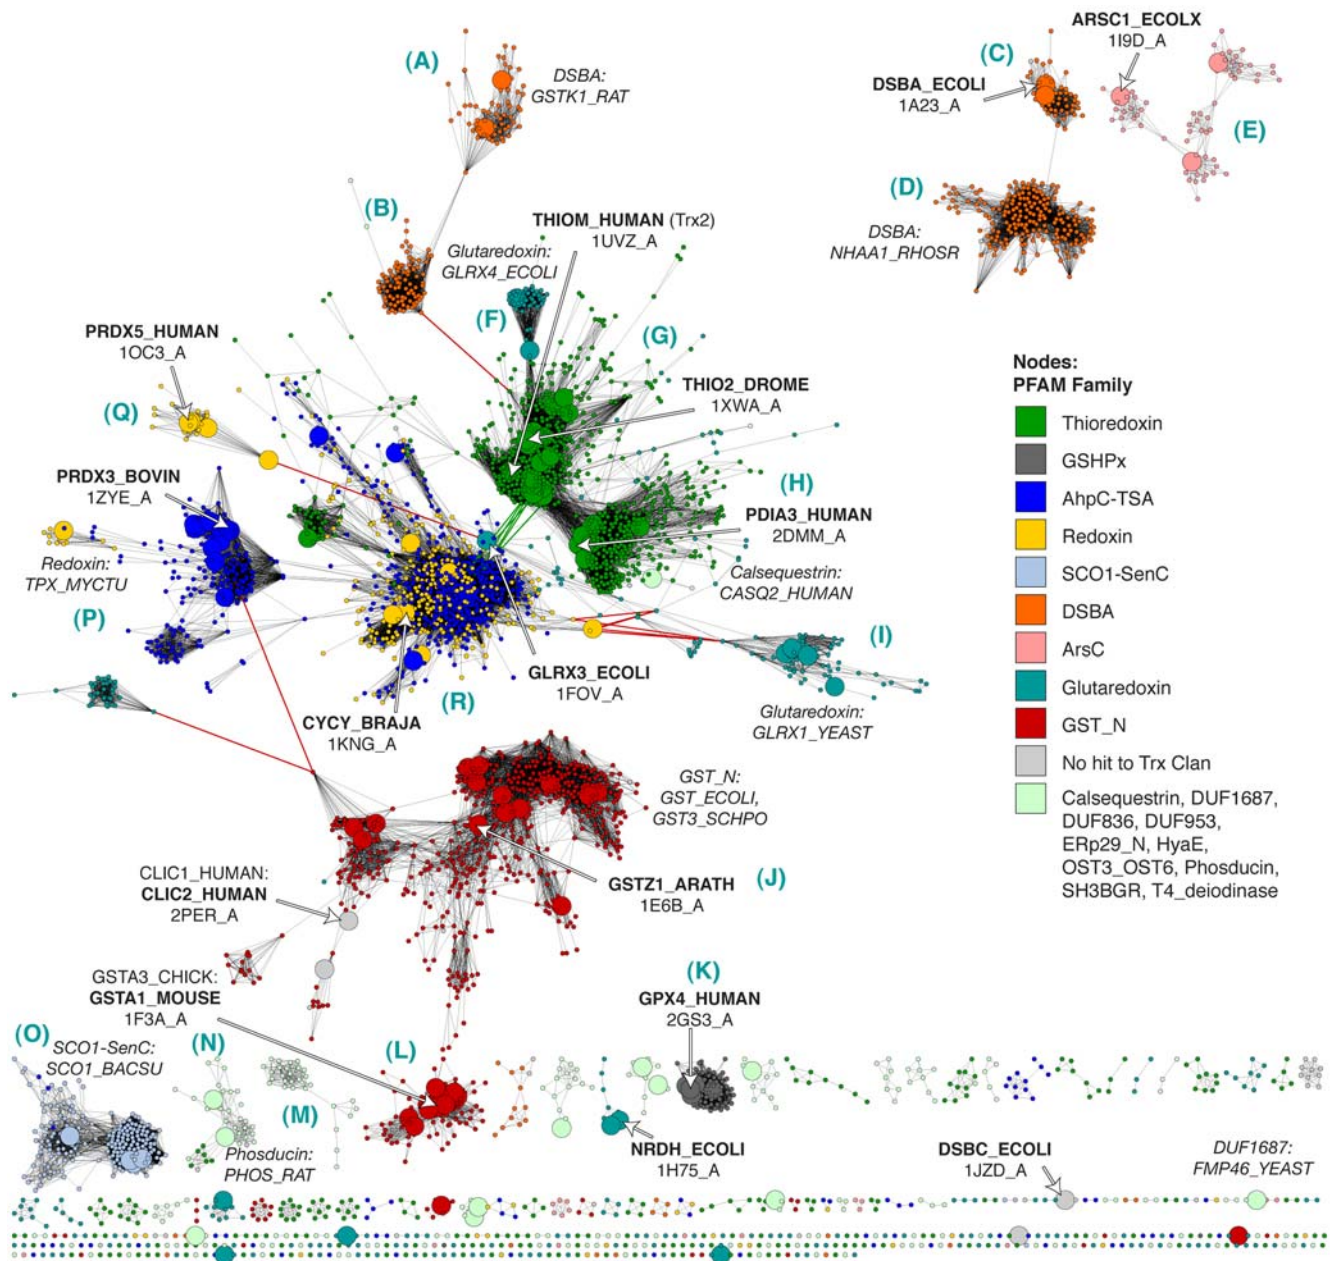 (A)
DSBA:
GSTK1_RAT
(B)
THIOM_HUMAN (Trx2)
1UVZ_A
Glutaredoxin:
GLRX4_ECOLI
(F)
(G)
(C)
DSBA_ECOLI
1A23_A
ARSC1_ECOLX
1I9D_A
(E)
(D)
DSBA:
NHAA1_RHOSR
PRDX5_HUMAN
1OC3_A
(Q)
THIO2_DROME
1XWA_A
PRDX3_BOVIN
1ZYE_A
(H)
PDIA3_HUMAN
2DMM_A
Redoxin:
TPX_MYCTU
Calsequestrin:
CASQ2_HUMAN
(P)
(I)
GLRX3_ECOLI
1FOV_A
(R)
CYCY_BRAJA
1KNG_A
Glutaredoxin:
GLRX1_YEAST
Nodes:
PFAM Family
Thioredoxin
GSHPx
AhpC-TSA
Redoxin
SCO1-SenC
DSBA
ArsC
Glutaredoxin
GST_N
No hit to Trx Clan
Calsequestrin, DUF1687,
DUF836, DUF953,
ERp29_N, HyaE,
OST3_OST6, Phosducin,
SH3BGR, T4_deiodinase
GST_N:
GST_ECOLI,
GST3_SCHPO
CLIC1_HUMAN:
CLIC2_HUMAN
2PER_A
GSTZ1_ARATH
1E6B_A
(J)
GSTA3_CHICK:
GSTA1_MOUSE
1F3A_A
(K)
GPX4_HUMAN
2GS3_A
(O)
SCO1-SenC:
SCO1_BACSU
(N)
(L)
(M)
Phosducin:
PHOS_RAT
NRDH_ECOLI
1H75_A
DSBC_ECOLI
1JZD_A
DUF1687:
FMP46_YEAST